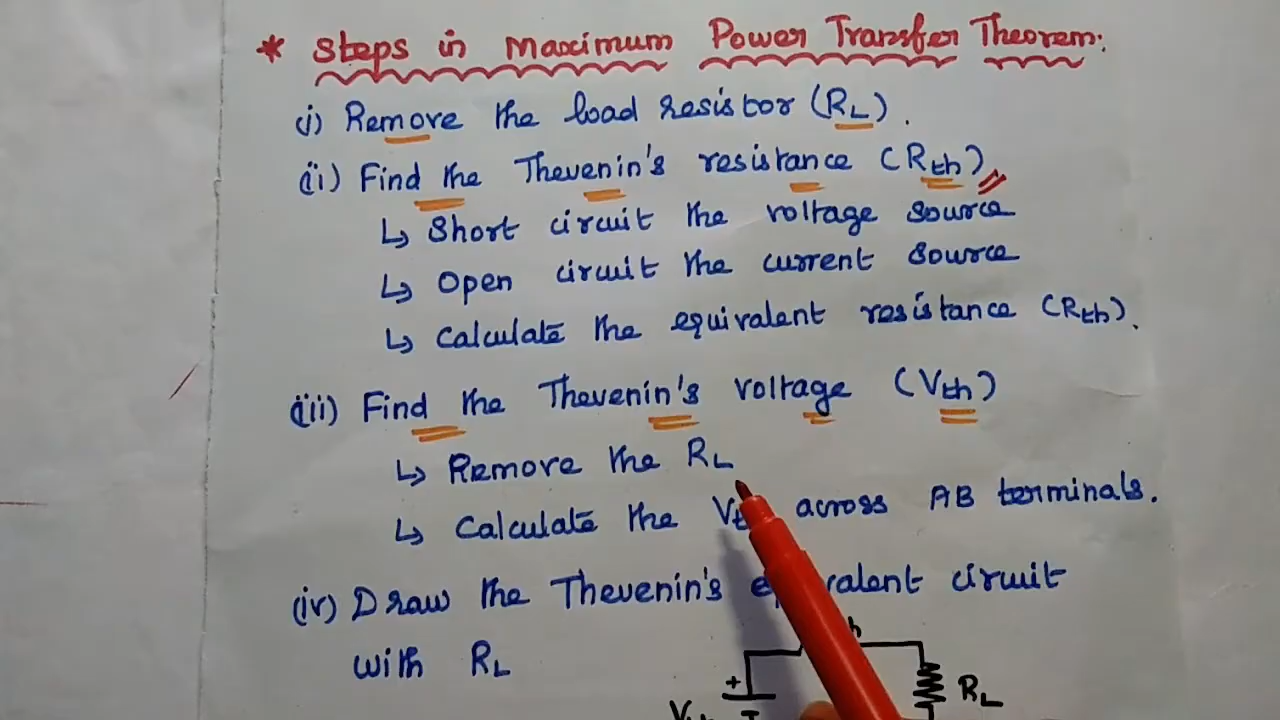 * Steps in Maximum Power Transfer Theorem:
(i) Remove the load resistor (RL).
(ii) Find the Thevenin's resistance (Rth)
↳ Short circuit the voltage source
↳ Open circuit the current source
↳ Calculate the equivalent resistance (Rth).
(iii) Find the Thevenin's voltage (Vth)
↳ Remove the RL
↳ Calculate the across AB terminals.
(iv) Draw the Thevenin's circuit
with RL
+
RL